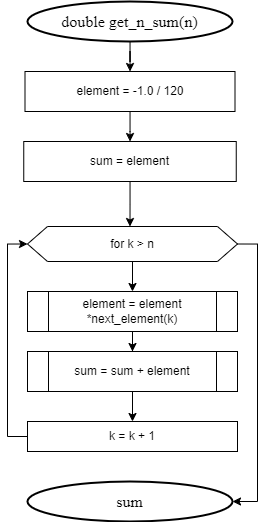 double get_n_sum(n)
element = -1.0 / 120
sum = element
for k > n
element = element
*next_element(k)
sum = sum + element
k = k + 1
sum